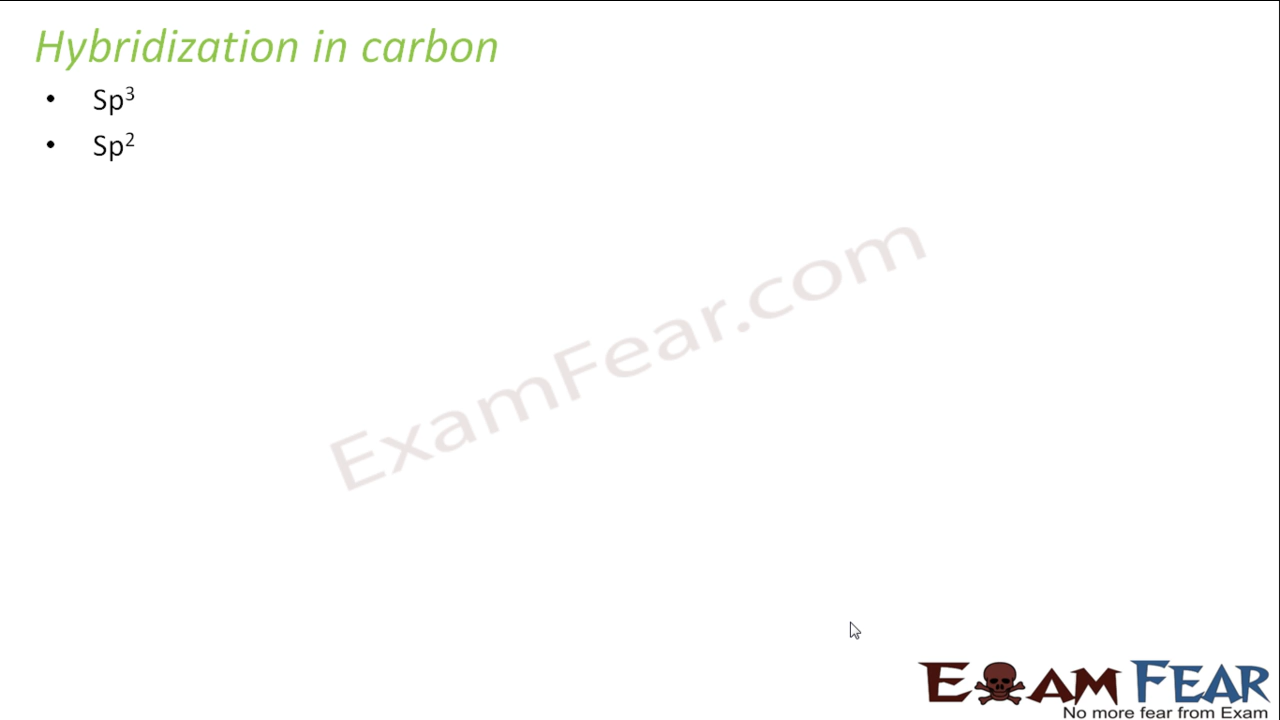 Hybridization in carbon
• Sp³
• Sp²
ExamFear.com
EXAM FEAR
No more fear from Exam